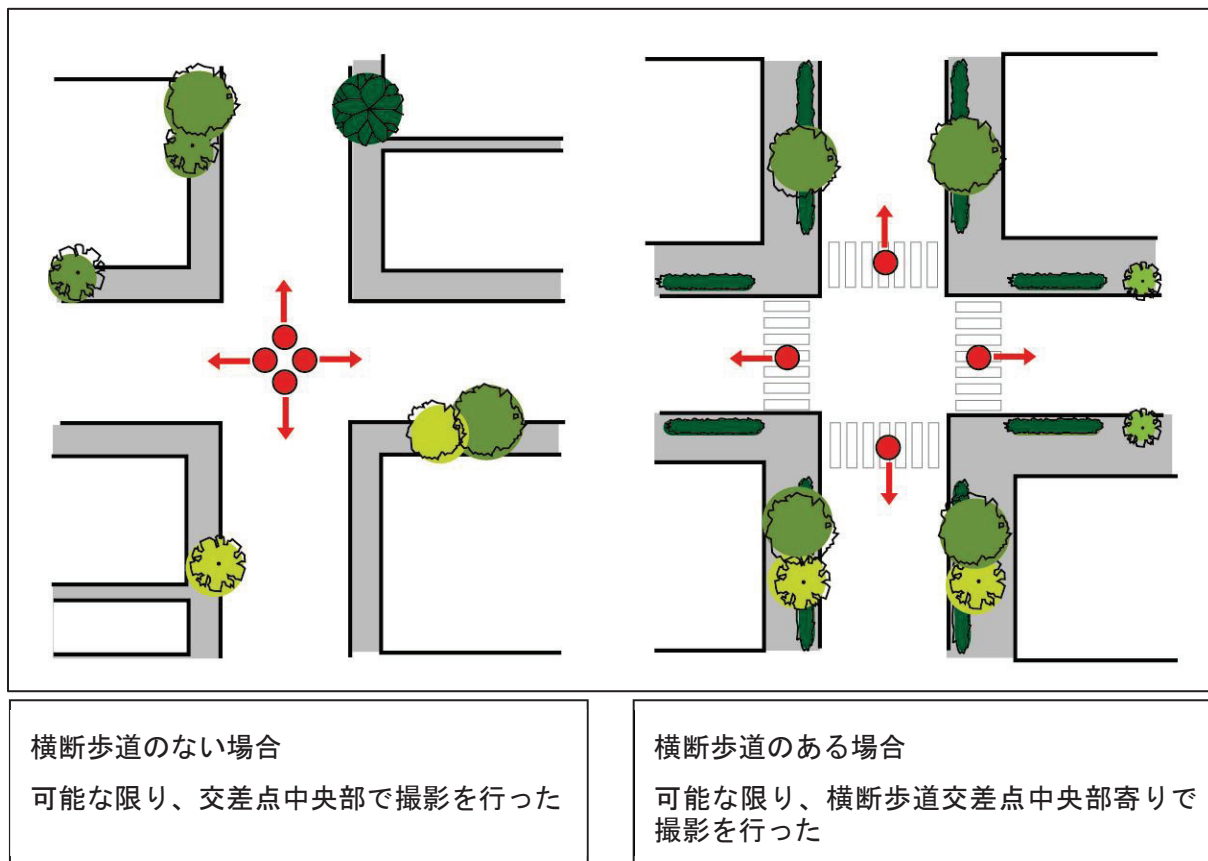 横断歩道のない場合
可能な限り、交差点中央部で撮影を行った
横断歩道のある場合
可能な限り、横断歩道交差点中央部寄りで
撮影を行った